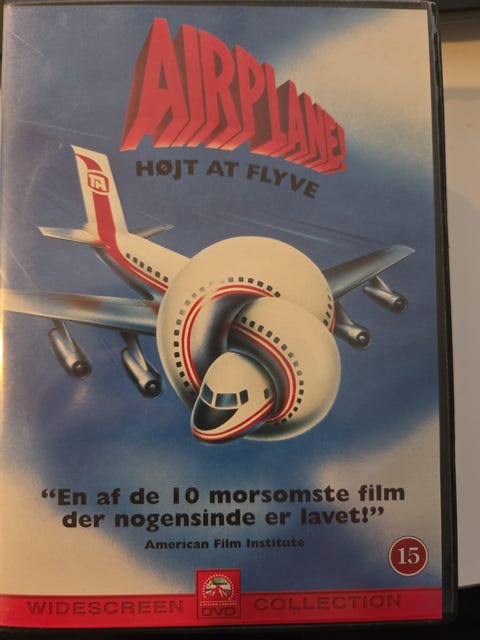 AIRPLANE!
HØJT AT FLYVE
TA
"En af de 10 morsomste film
der nogensinde er lavet!"
American Film Institute
15
DVD
WIDESCREEN COLLECTION